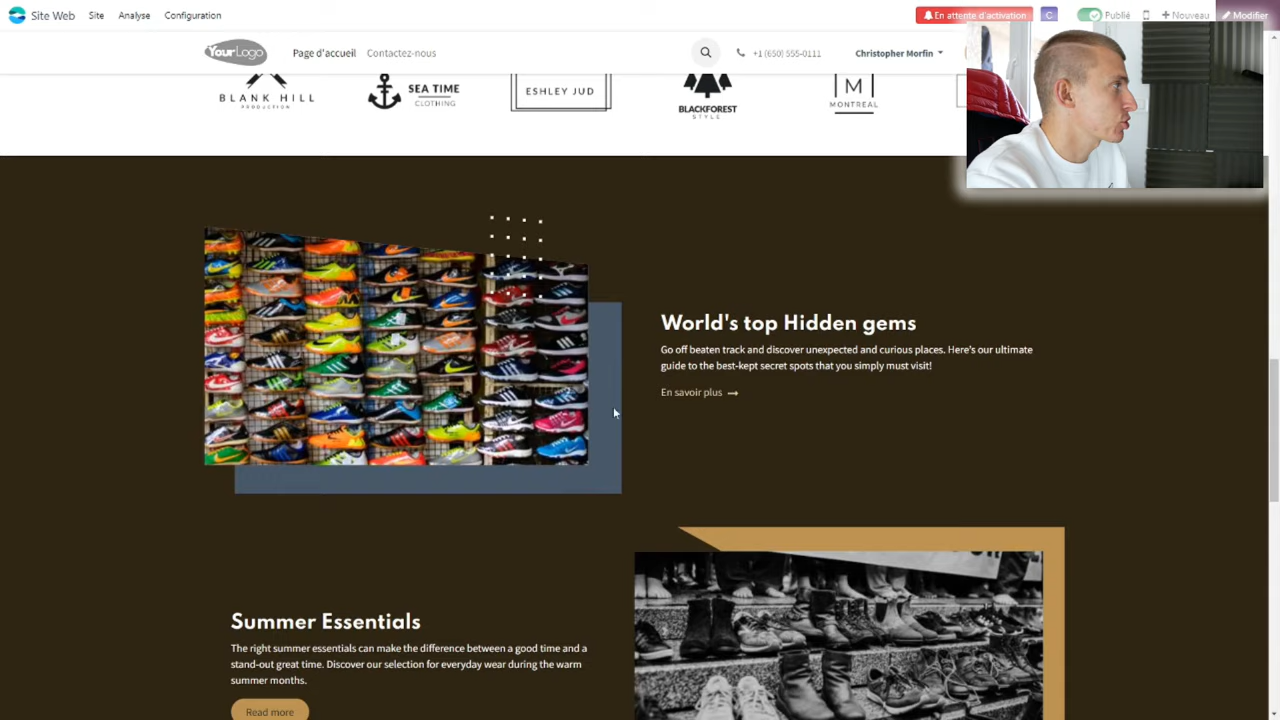 Site Web Site Analyse Configuration En attente d'activation C Publié Nouveau Modifier
YourLogo Page d'accueil Contactez-nous +1 (650) 555-0111 Christopher Morfin
BLANK HILL
PRODUCTION
SEA TIME
CLOTHING
ESHLEY JUD
BLACKFOREST
STYLE
M
MONTREAL
World's top Hidden gems
Go off beaten track and discover unexpected and curious places. Here's our ultimate
guide to the best-kept secret spots that you simply must visit!
En savoir plus
Summer Essentials
The right summer essentials can make the difference between a good time and a
stand-out great time. Discover our selection for everyday wear during the warm
summer months.
Read more